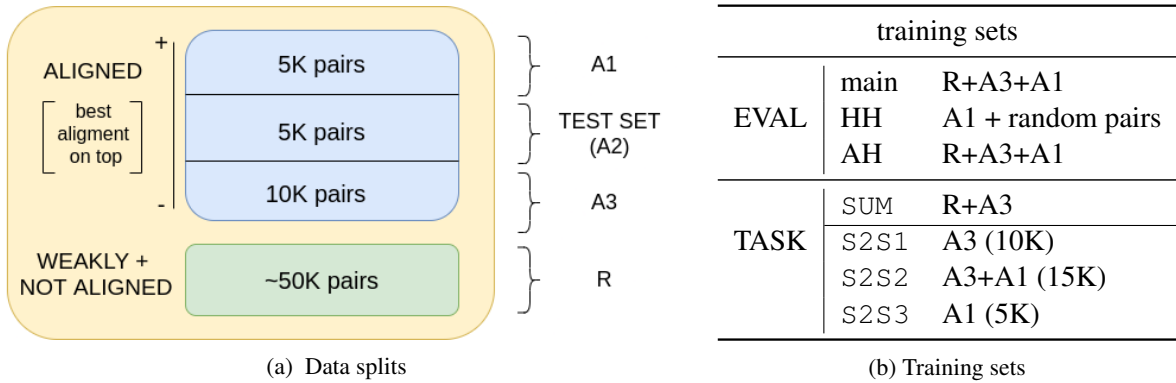 +
ALIGNED
best
aligment
on top
-
5K pairs
5K pairs
10K pairs
A1
TEST SET
(A2)
A3
WEAKLY +
NOT ALIGNED
~50K pairs
R
(a) Data splits
training sets
EVAL
main R+A3+A1
HH A1 + random pairs
AH R+A3+A1
TASK
SUM R+A3
S2S1 A3 (10K)
S2S2 A3+A1 (15K)
S2S3 A1 (5K)
(b) Training sets